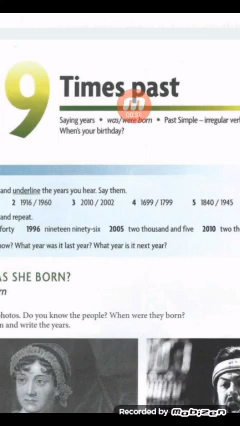 9 Times past
Saying years • was/were born • Past Simple – irregular ver
When's your birthday?
and underline the years you hear. Say them.
2 1916 / 1960 3 2010 / 2002 4 1699 / 1799 5 1840 / 1945
and repeat.
forty 1996 nineteen ninety-six 2005 two thousand and five 2010 two th
now? What year was it last year? What year is it next year?
AS SHE BORN?
rn
photos. Do you know the people? When were they born?
n and write the years.
Recorded by Mobizen